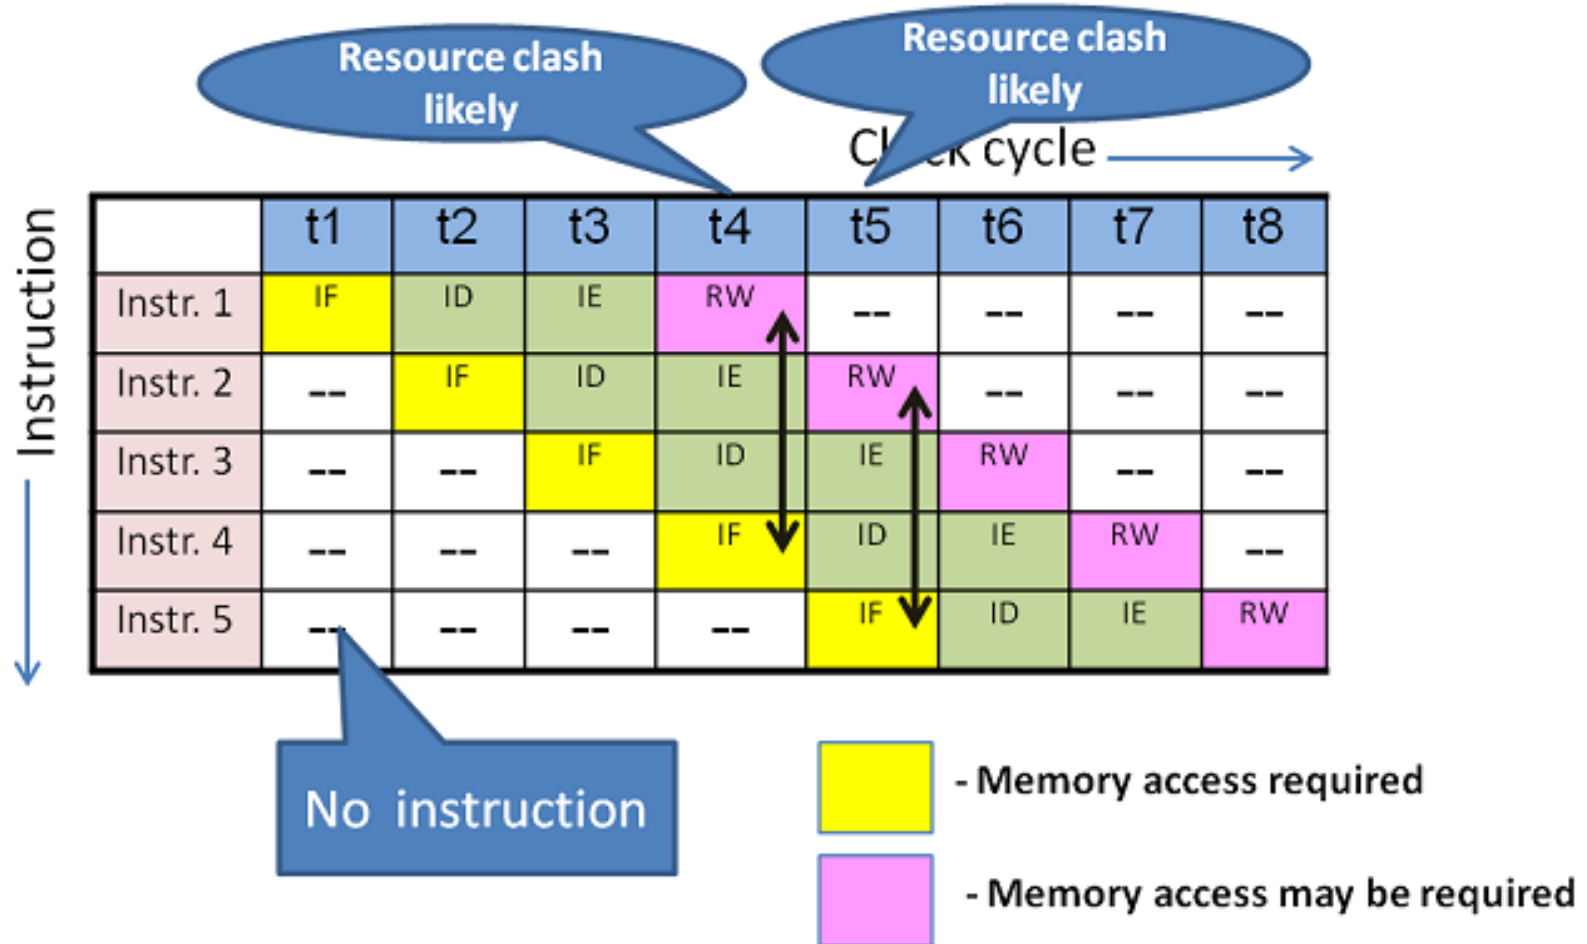 Resource clash
likely
Resource clash
likely
Clock cycle
Instruction
t1 t2 t3 t4 t5 t6 t7 t8
Instr. 1 IF ID IE RW -- -- -- --
Instr. 2 -- IF ID IE RW -- -- --
Instr. 3 -- -- IF ID IE RW -- --
Instr. 4 -- -- -- IF ID IE RW --
Instr. 5 -- -- -- -- IF ID IE RW
No instruction
- Memory access required
- Memory access may be required